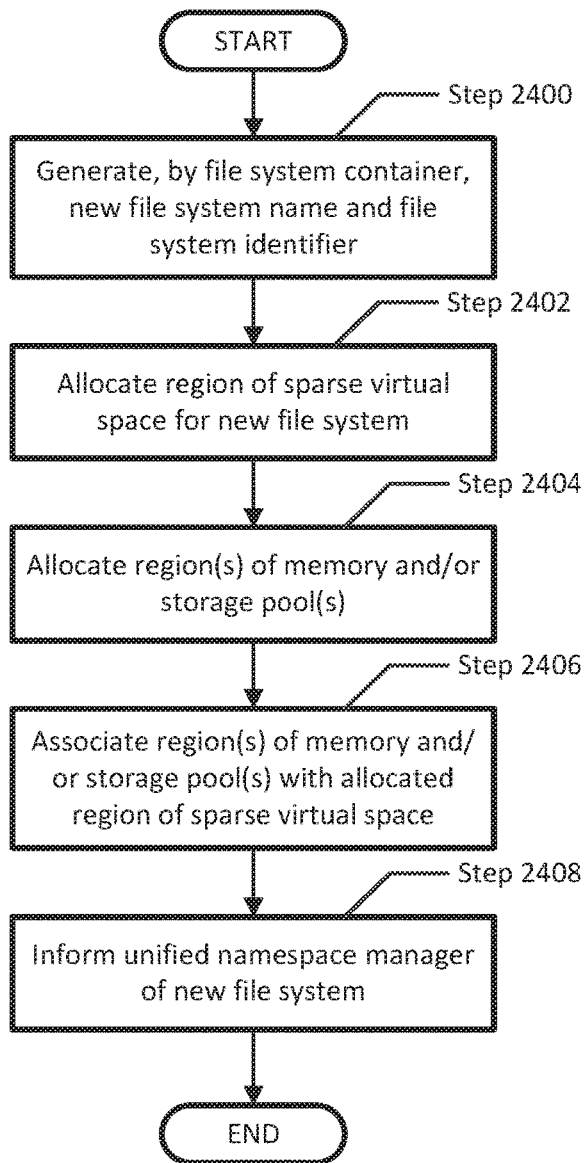 START
Step 2400
Generate, by file system container,
new file system name and file
system identifier
Step 2402
Allocate region of sparse virtual
space for new file system
Step 2404
Allocate region(s) of memory and/or
storage pool(s)
Step 2406
Associate region(s) of memory and/
or storage pool(s) with allocated
region of sparse virtual space
Step 2408
Inform unified namespace manager
of new file system
END